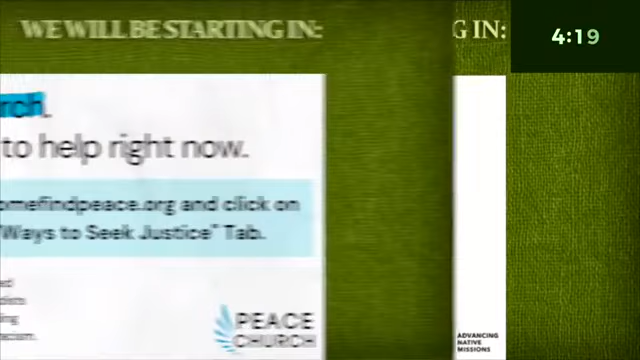 WE WILL BE STARTING IN:
G IN:
4:19
rch.
to help right now.
omefindpeace.org and click on
"Ways to Seek Justice" Tab.
PEACE
CHURCH
ADVANCING
NATIVE
MISSIONS